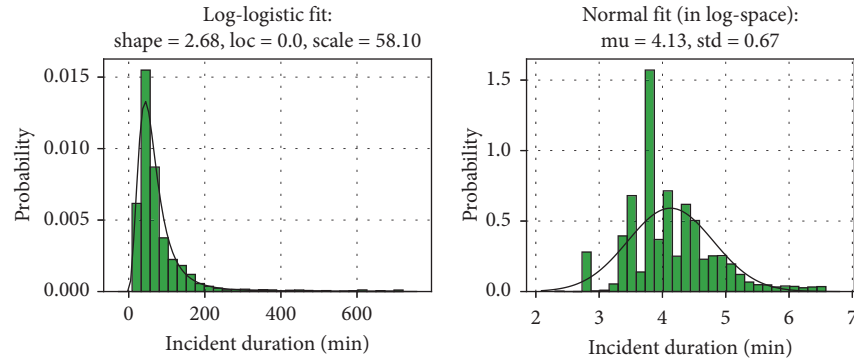 Log-logistic fit:
shape = 2.68, loc = 0.0, scale = 58.10
0.015
0.010
0.005
0.000
Probability
0
200
400
600
Incident duration (min)
Normal fit (in log-space):
mu = 4.13, std = 0.67
1.5
1.0
0.5
0.0
Probability
2
3
4
5
6
7
Incident duration (min)